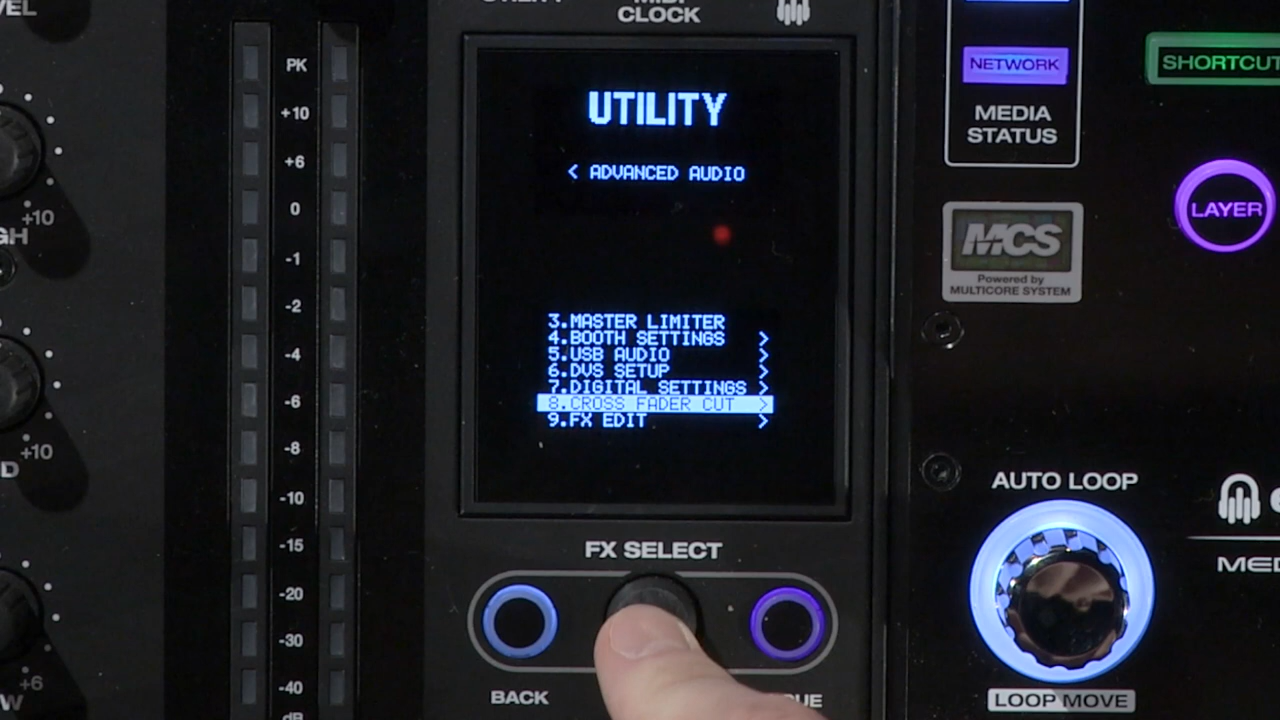 CLOCK
PK
+10
+6
0
-1
-2
-4
-6
-8
-10
-15
-20
-30
-40
dB
+10
+10
+6
UTILITY
< ADVANCED AUDIO
3.MASTER LIMITER
4.BOOTH SETTINGS >
5.USB AUDIO >
6.DVS SETUP >
7.DIGITAL SETTINGS >
8.CROSS FADER CUT >
9.FX EDIT >
FX SELECT
BACK
NETWORK
MEDIA
STATUS
SHORTCUT
LAYER
MCS
Powered by
MULTICORE SYSTEM
AUTO LOOP
LOOP MOVE